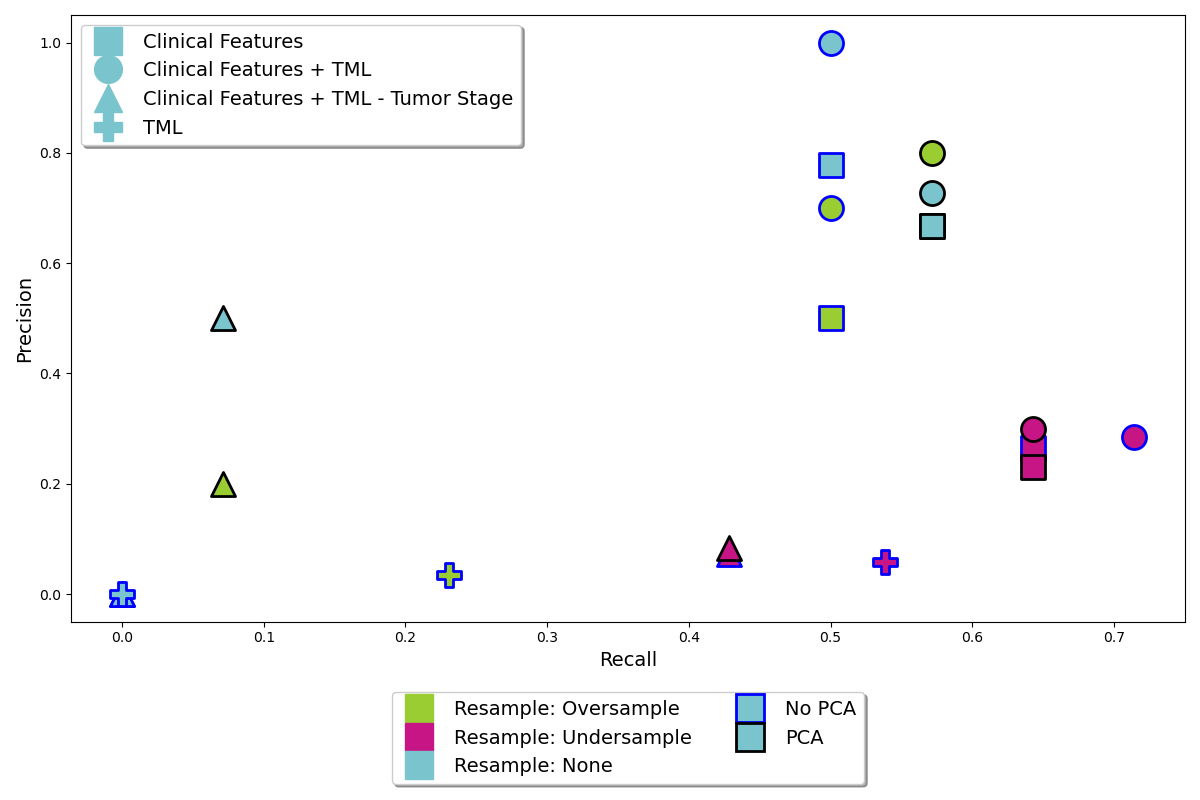 Clinical Features
Clinical Features + TML
Clinical Features + TML - Tumor Stage
TML
1.0
0.8
0.6
0.4
0.2
0.0
Precision
0.0 0.1 0.2 0.3 0.4 0.5 0.6 0.7
Recall
Resample: Oversample
Resample: Undersample
Resample: None
No PCA
PCA